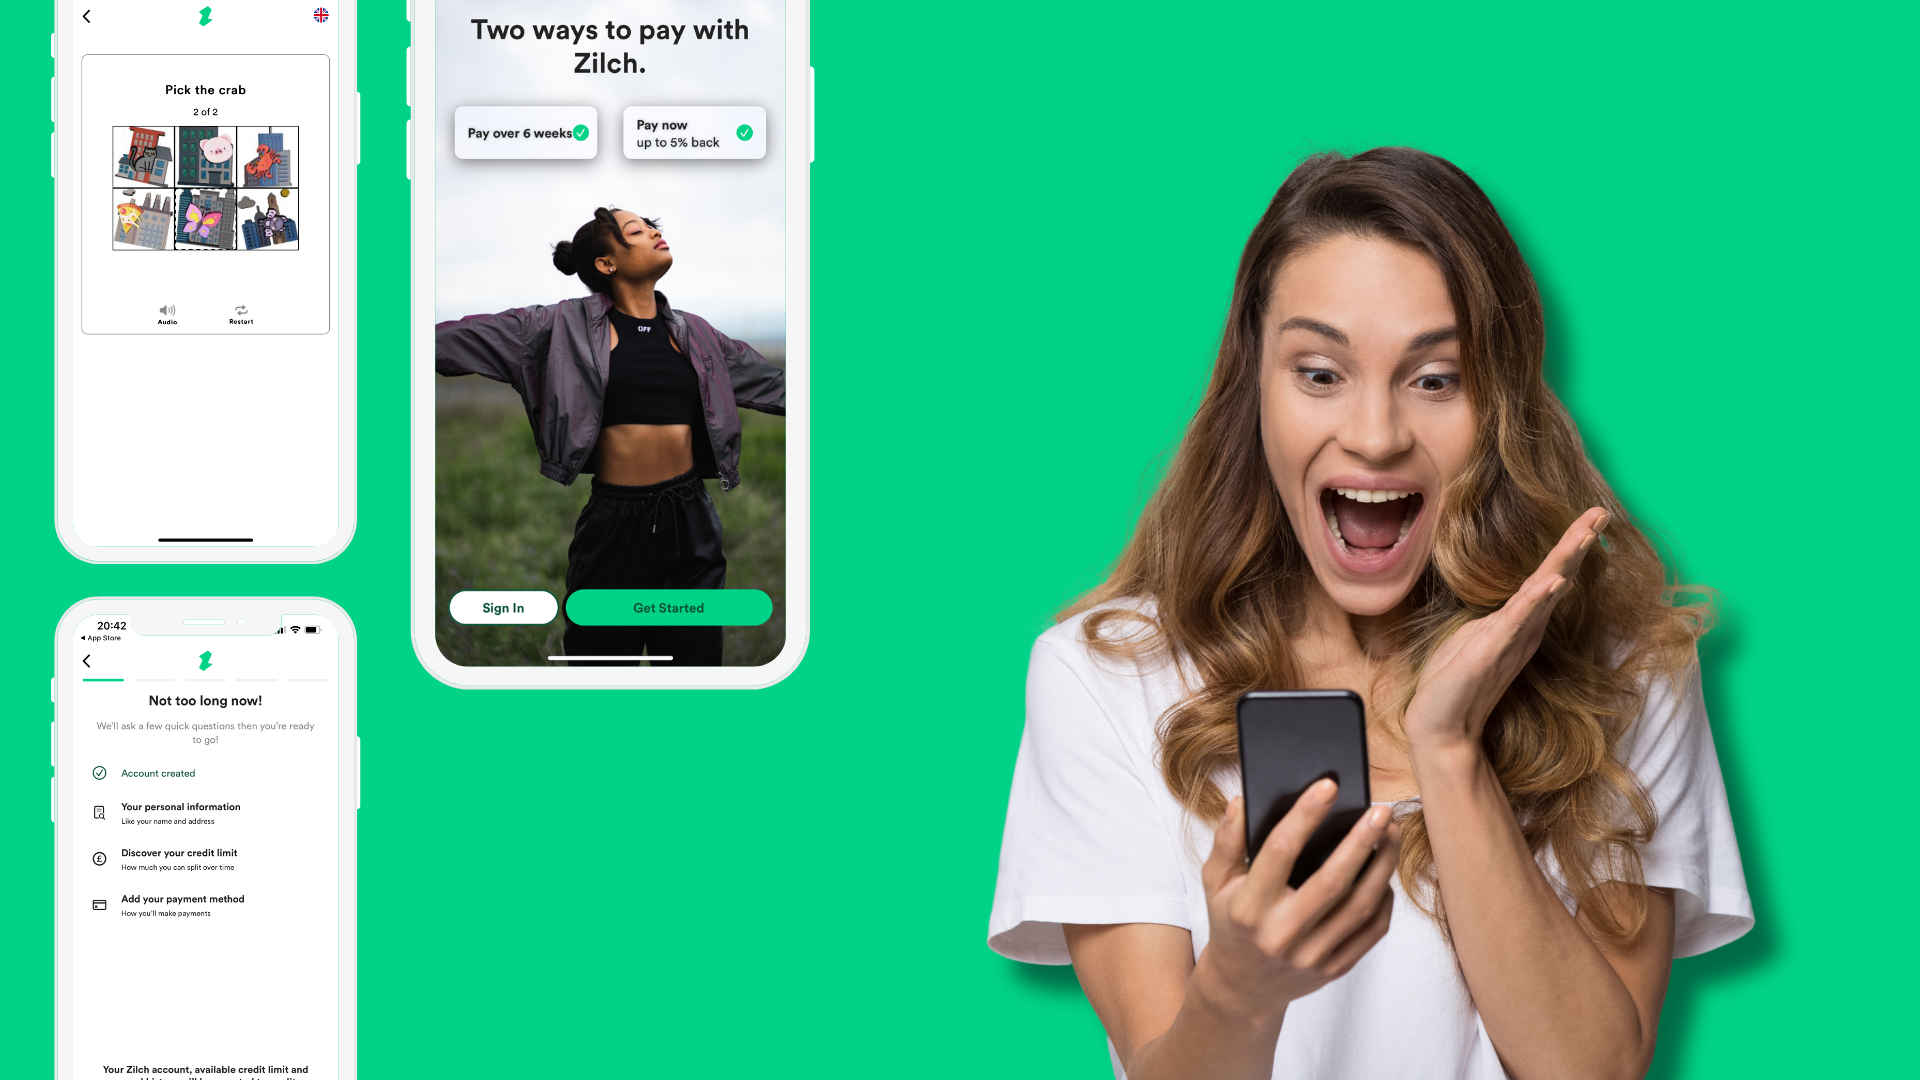 Pick the crab
2 of 2
Audio
Restart
Two ways to pay with
Zilch.
Pay over 6 weeks
Pay now
up to 5% back
OFF
Sign In
Get Started
20:42
App Store
Not too long now!
We'll ask a few quick questions then you're ready
to go!
Account created
Your personal information
Like your name and address
Discover your credit limit
How much you can split over time
Add your payment method
How you'll make payments
Your Zilch account, available credit limit and